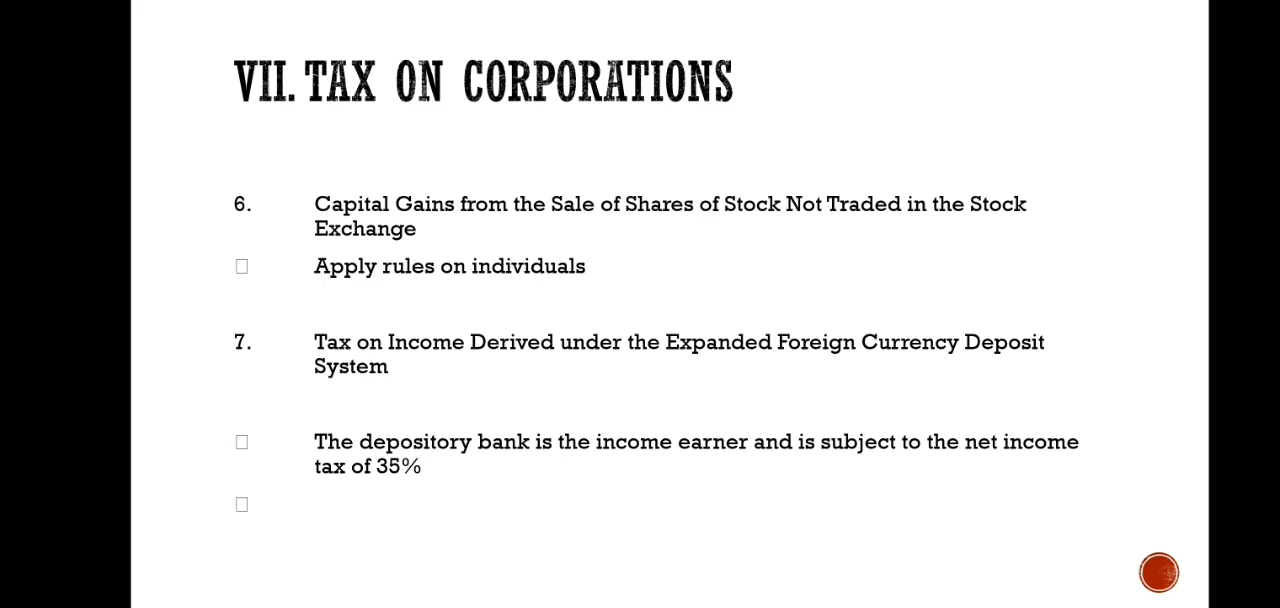 VII. TAX ON CORPORATIONS
6. Capital Gains from the Sale of Shares of Stock Not Traded in the Stock
Exchange
Apply rules on individuals
7. Tax on Income Derived under the Expanded Foreign Currency Deposit
System
The depository bank is the income earner and is subject to the net income
tax of 35%